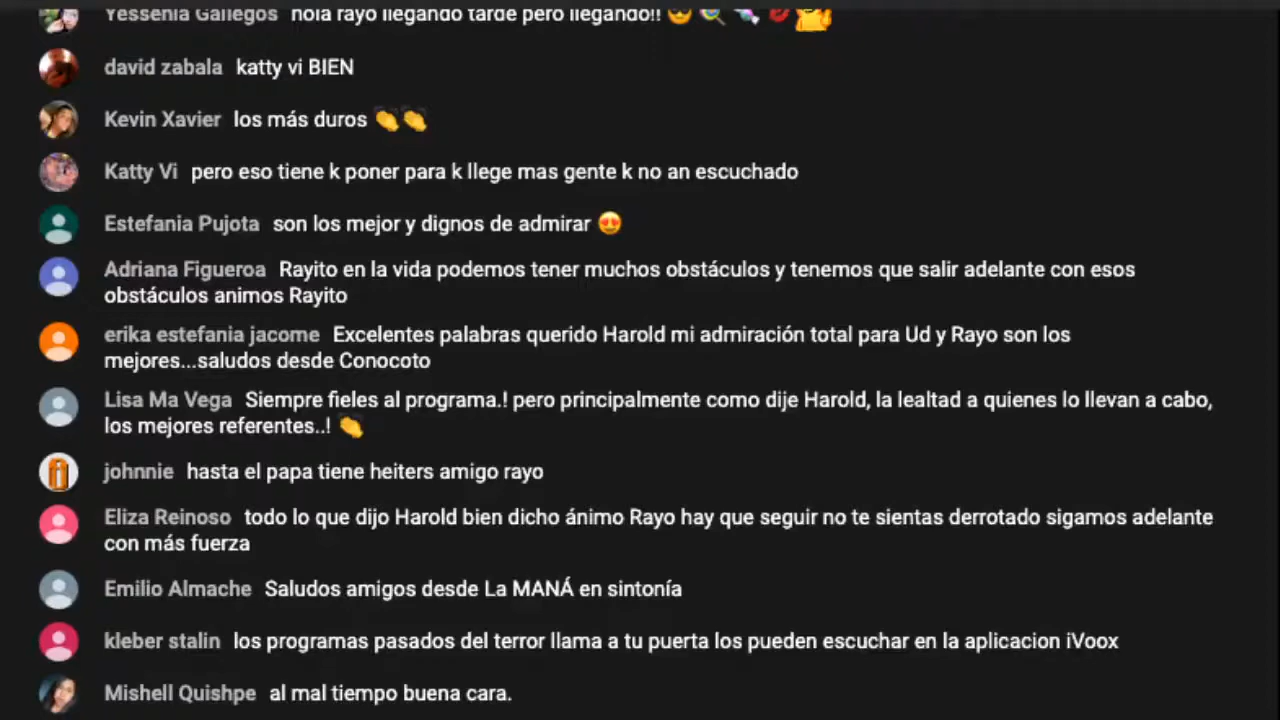 Yessenia Gallegos hola rayo llegando tarde pero llegando!!
david zabala katty vi BIEN
Kevin Xavier los más duros
Katty Vi pero eso tiene k poner para k llege mas gente k no an escuchado
Estefania Pujota son los mejor y dignos de admirar
Adriana Figueroa Rayito en la vida podemos tener muchos obstáculos y tenemos que salir adelante con esos
obstáculos animos Rayito
erika estefania jacome Excelentes palabras querido Harold mi admiración total para Ud y Rayo son los
mejores...saludos desde Conocoto
Lisa Ma Vega Siempre fieles al programa.! pero principalmente como dije Harold, la lealtad a quienes lo llevan a cabo,
los mejores referentes..!
johnnie hasta el papa tiene heiters amigo rayo
Eliza Reinoso todo lo que dijo Harold bien dicho ánimo Rayo hay que seguir no te sientas derrotado sigamos adelante
con más fuerza
Emilio Almache Saludos amigos desde La MANÁ en sintonía
kleber stalin los programas pasados del terror llama a tu puerta los pueden escuchar en la aplicacion iVoox
Mishell Quishpe al mal tiempo buena cara.